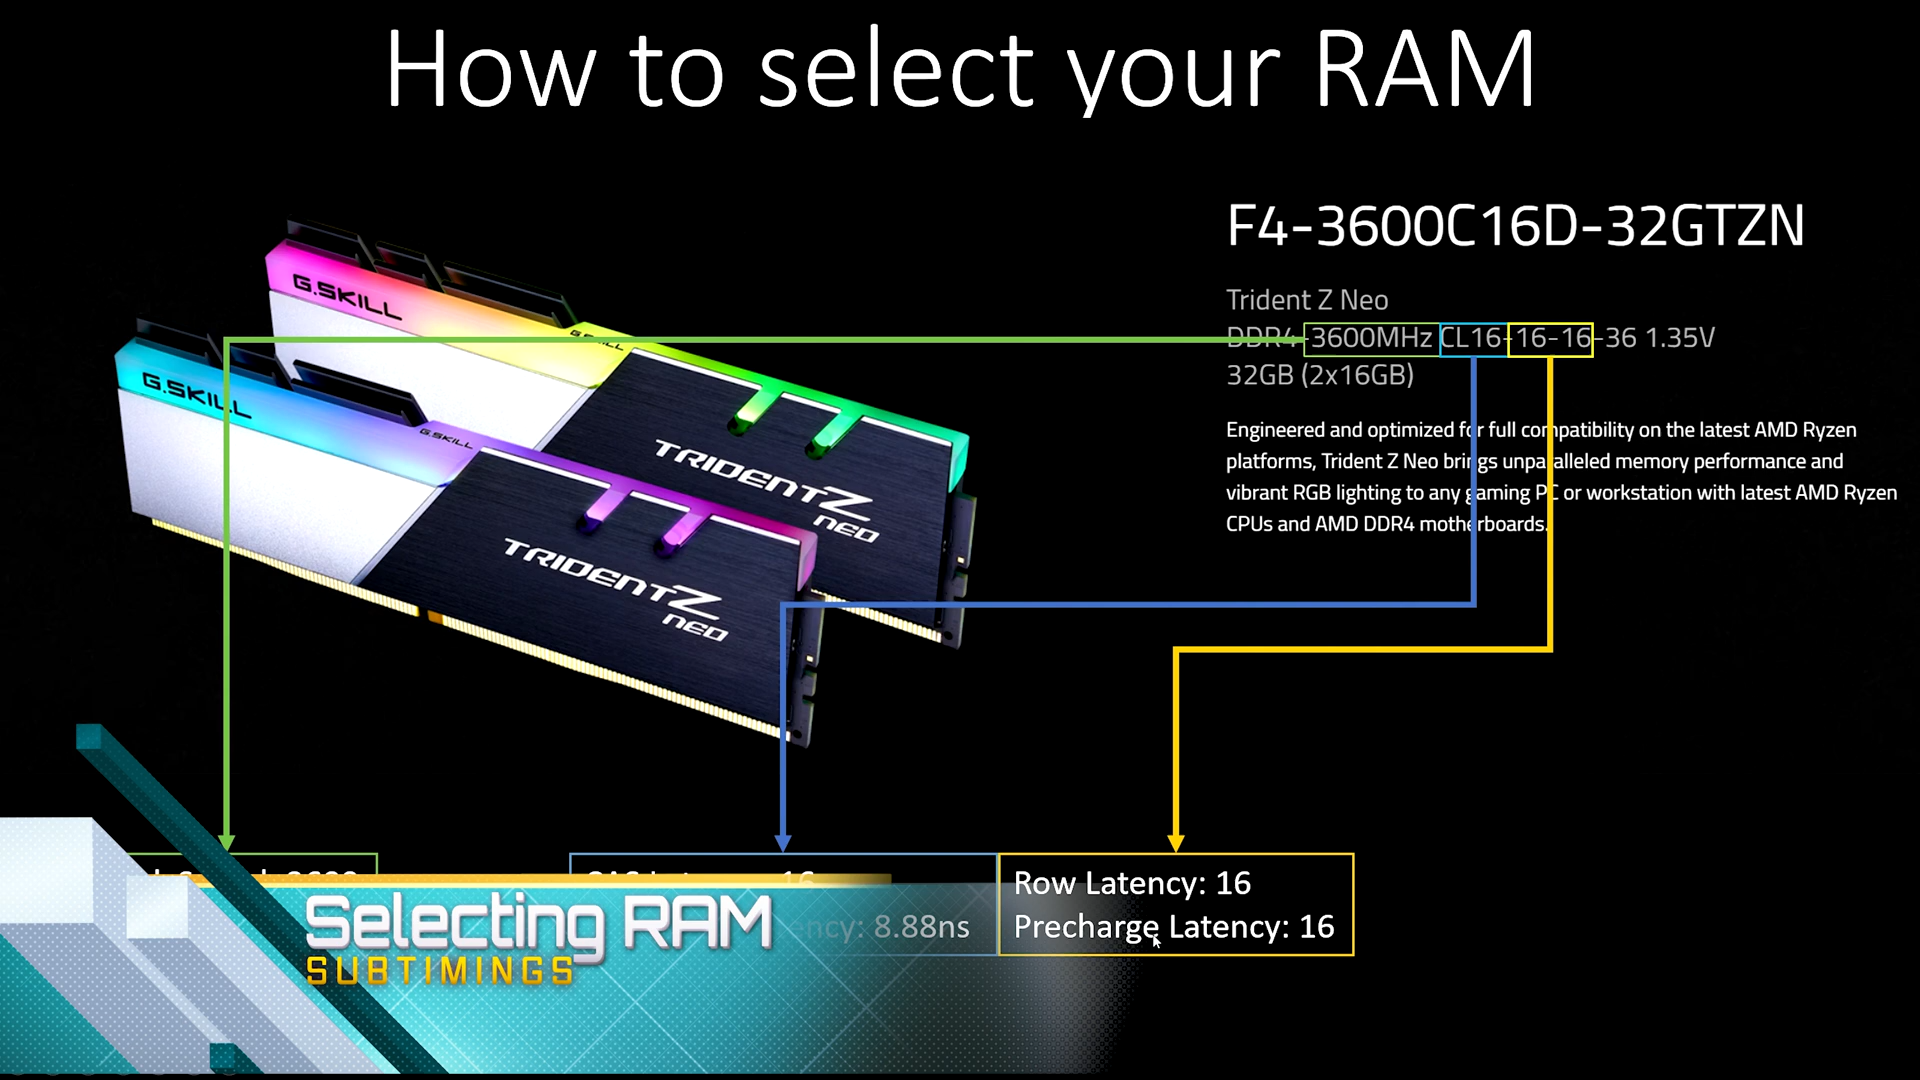 How to select your RAM
F4-3600C16D-32GTZN
Trident Z Neo
DDR4-3600MHz CL16-16-16-36 1.35V
32GB (2x16GB)
Engineered and optimized for full compatibility on the latest AMD Ryzen
platforms, Trident Z Neo brings unparalleled memory performance and
vibrant RGB lighting to any gaming PC or workstation with latest AMD Ryzen
CPUs and AMD DDR4 motherboards.
G.SKILL
G.SKILL
TRIDENT Z
NEO
G.SKILL
G.SKILL
TRIDENT Z
NEO
8.88ns
Row Latency: 16
Precharge Latency: 16
Selecting RAM
SUBTIMINGS